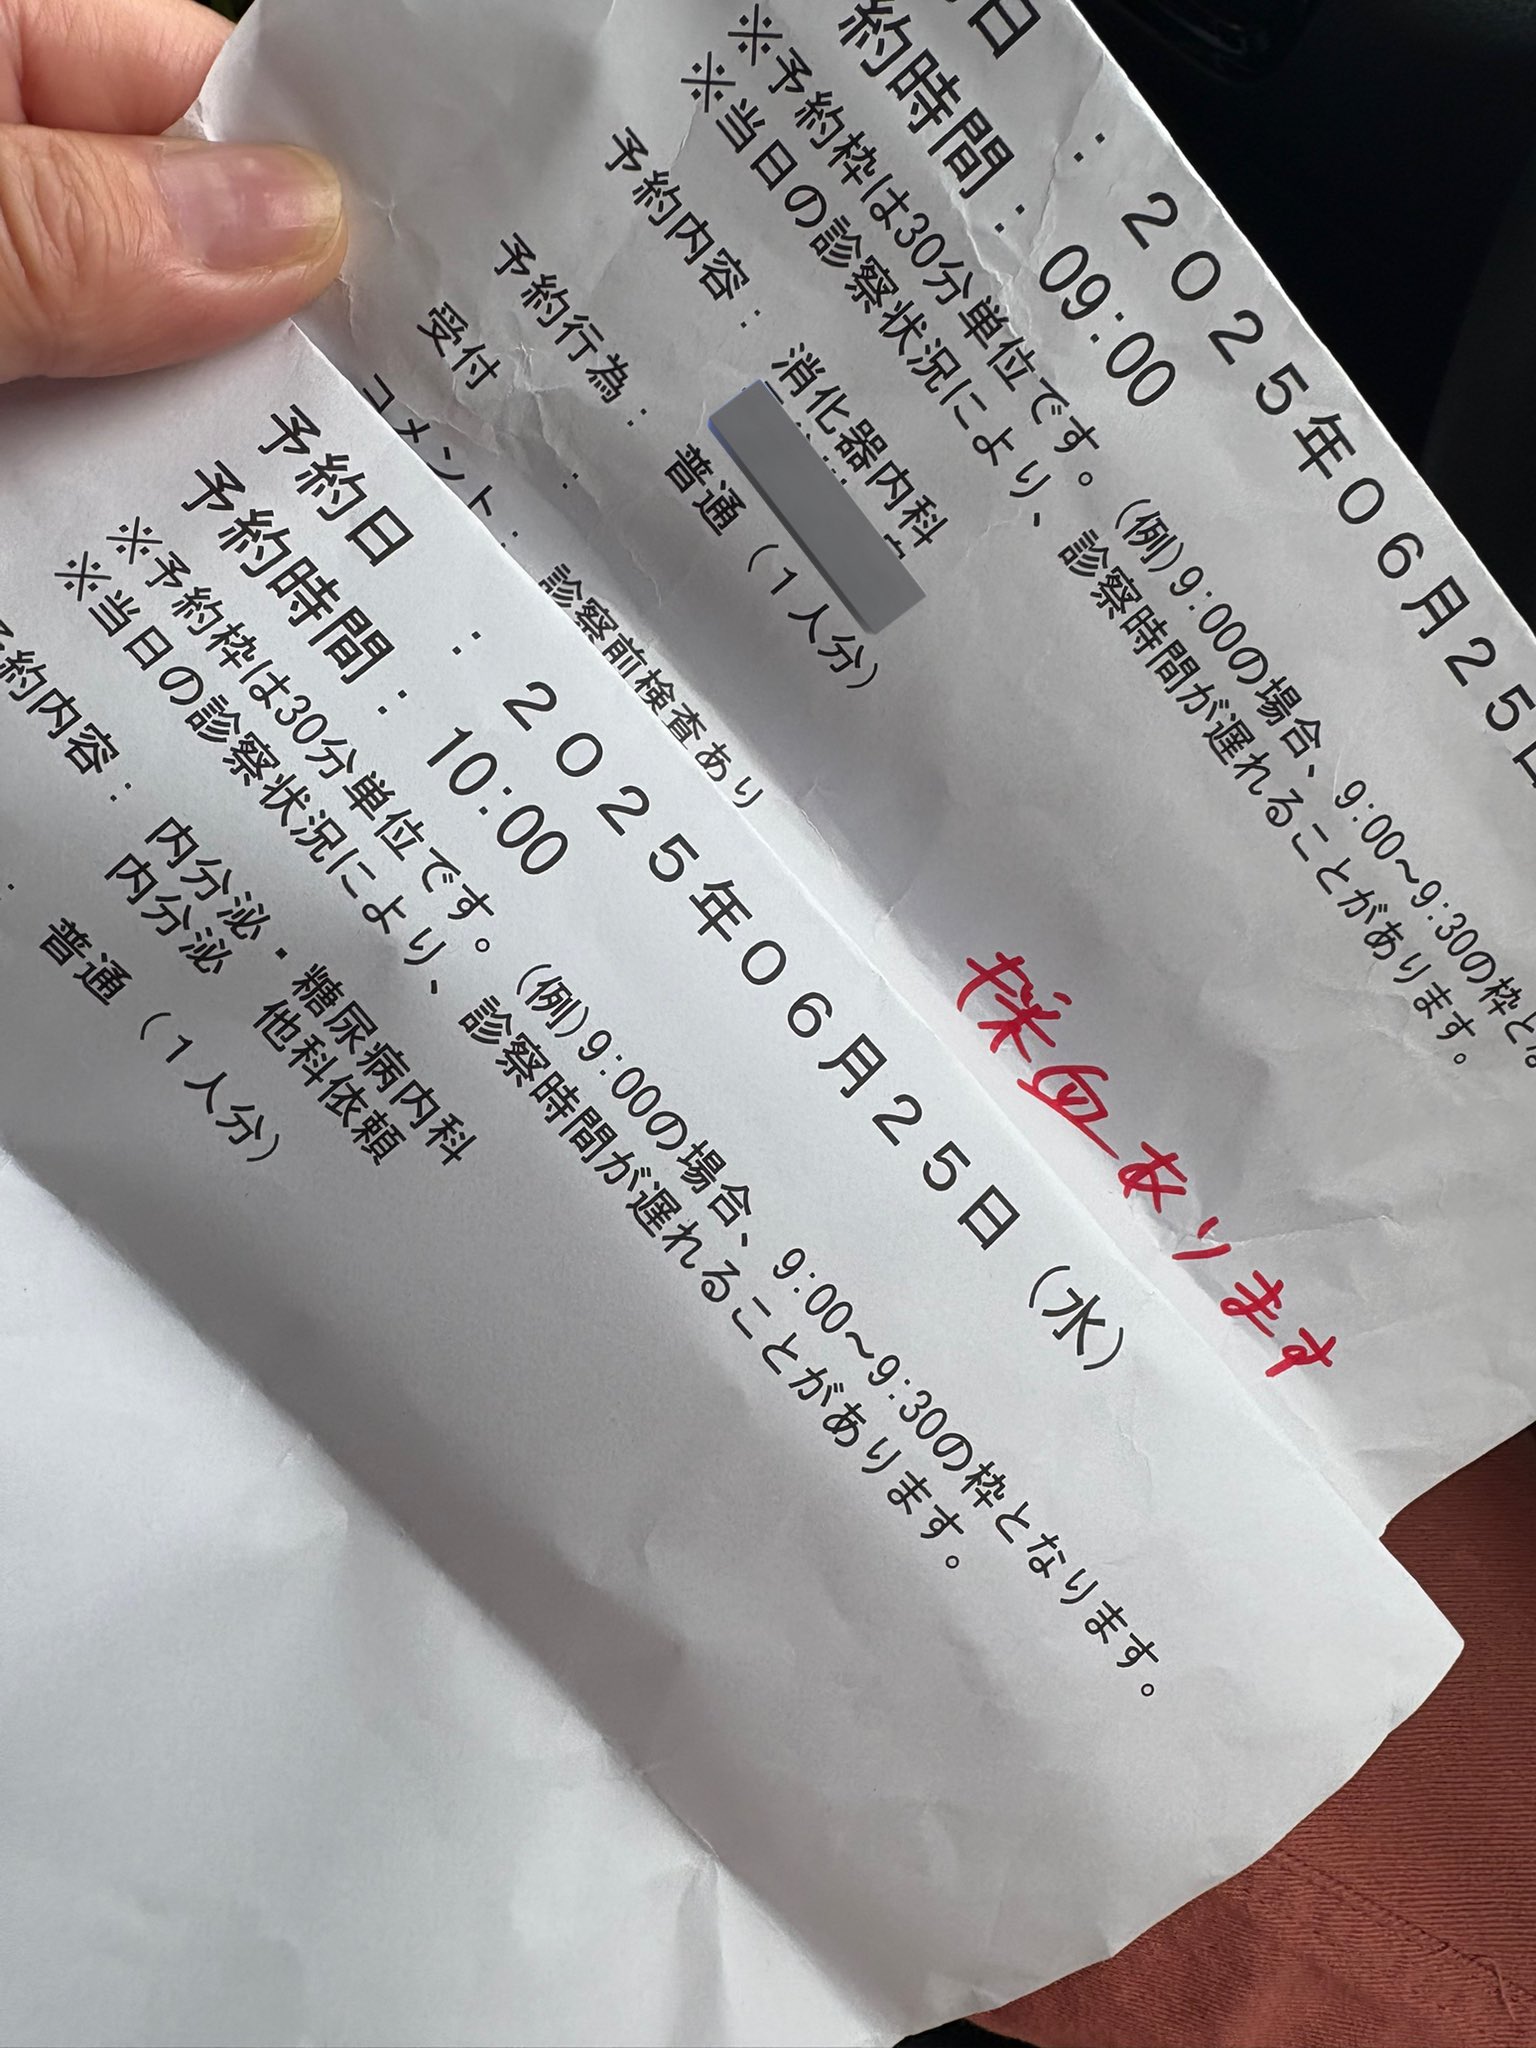 日 : 2025年06月25日
約時間: 09:00
※予約枠は30分単位です。(例)9:00の場合、9:00～9:30の枠とな
※当日の診察状況により、診察時間が遅れることがあります。
予約内容: 消化器内科
予約行為: 普通(1人分)
受付 :
コメント: 診察前検査あり
採血あります
予約日 : 2025年06月25日(水)
予約時間: 10:00
※予約枠は30分単位です。(例)9:00の場合、9:00～9:30の枠となります。
※当日の診察状況により、診察時間が遅れることがあります。
予約内容: 内分泌・糖尿病内科
内分泌 他科依頼
: 普通(1人分)